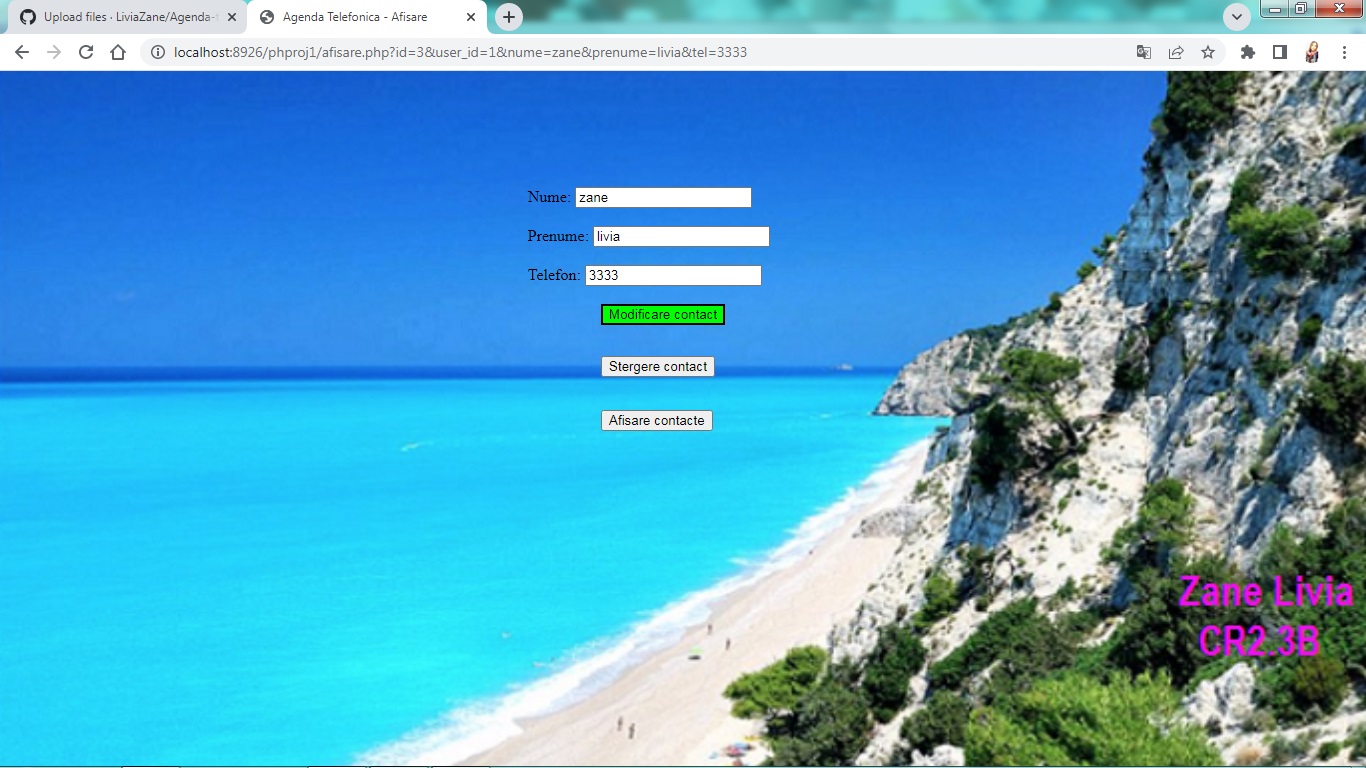 Upload files · LiviaZane/Agenda-t
Agenda Telefonica - Afisare
localhost:8926/phproj1/afisare.php?id=3&user_id=1&nume=zane&prenume=livia&tel=3333
Nume: zane
Prenume: livia
Telefon: 3333
Modificare contact
Stergere contact
Afisare contacte
Zane Livia
CR2.3B